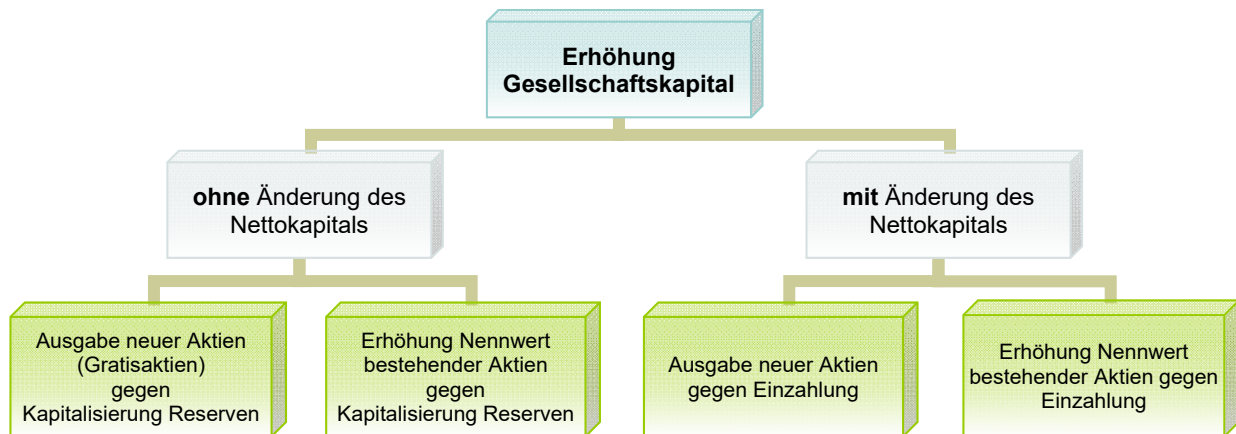 Erhöhung
Gesellschaftskapital
ohne Änderung des
Nettokapitals
mit Änderung des
Nettokapitals
Ausgabe neuer Aktien
(Gratisaktien)
gegen
Kapitalisierung Reserven
Erhöhung Nennwert
bestehender Aktien
gegen
Kapitalisierung Reserven
Ausgabe neuer Aktien
gegen Einzahlung
Erhöhung Nennwert
bestehender Aktien gegen
Einzahlung